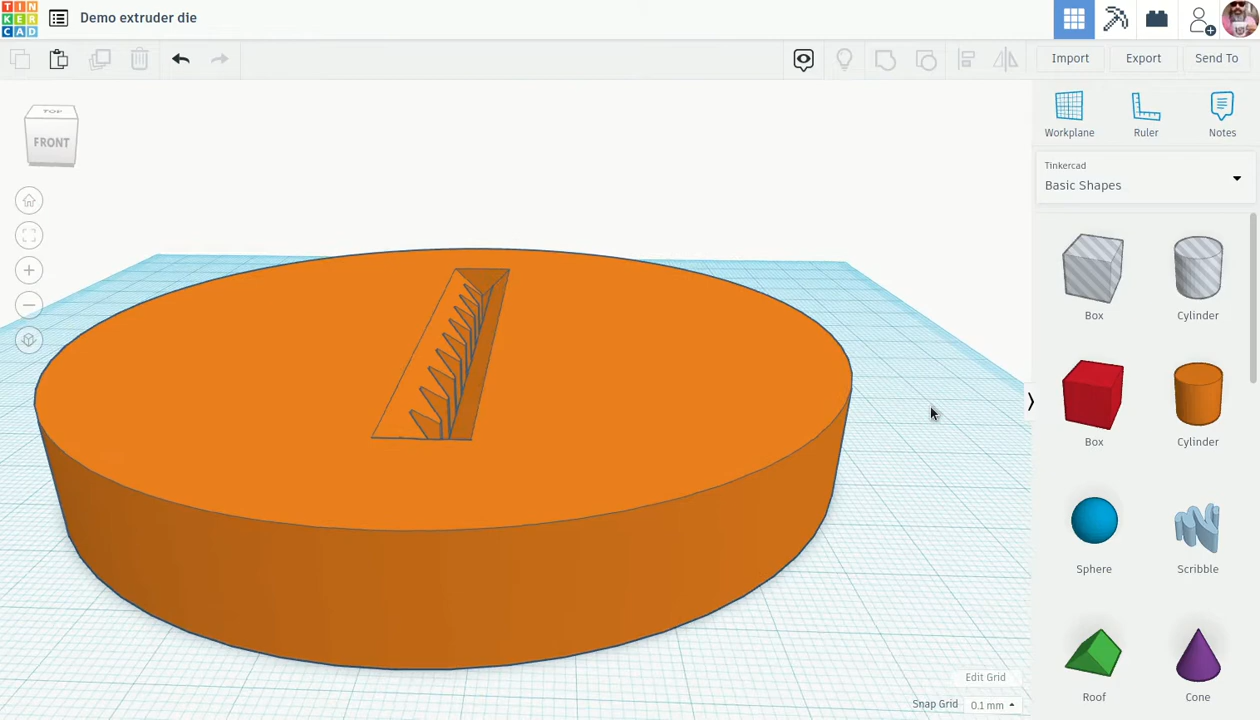 TIN
KER
CAD
Demo extruder die
Import
Export
Send To
TOP
FRONT
Workplane
Ruler
Notes
Tinkercad
Basic Shapes
Box
Cylinder
Box
Cylinder
Sphere
Scribble
Roof
Cone
Edit Grid
Snap Grid 0.1 mm